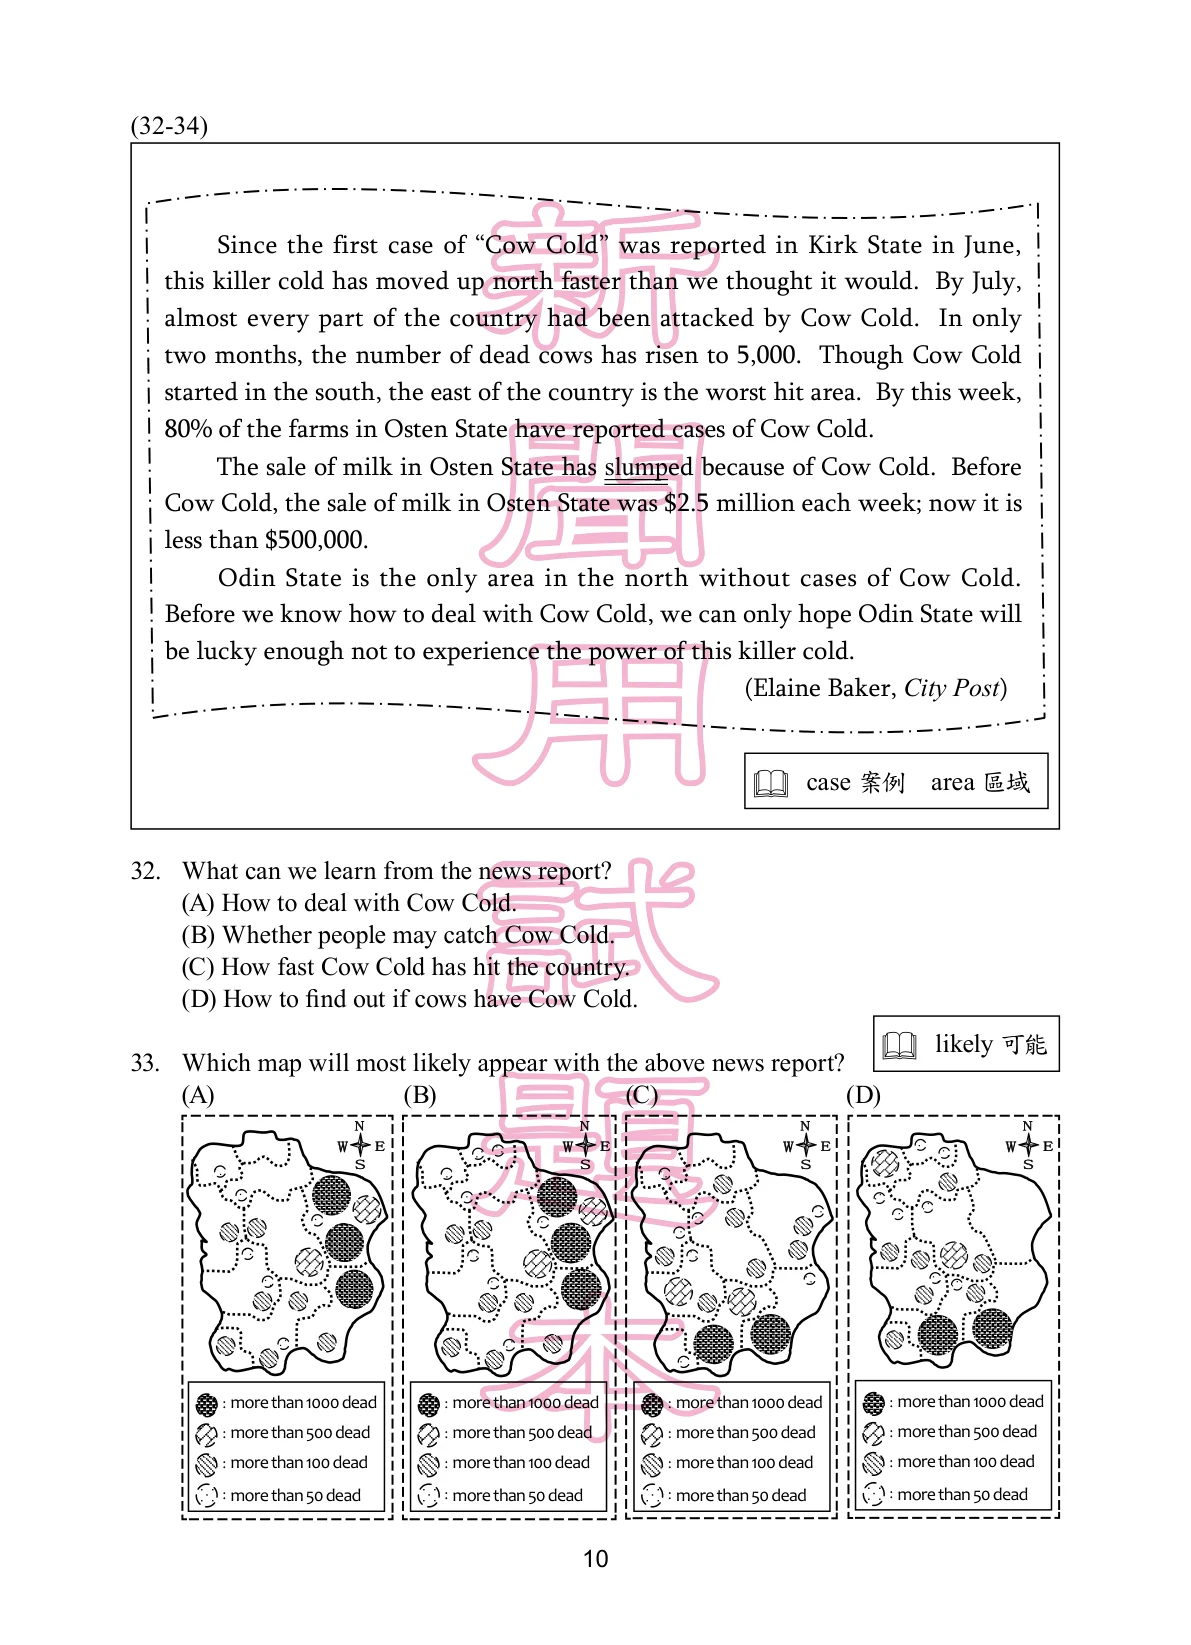 (32-34)
Since the first case of “Cow Cold” was reported in Kirk State in June,
this killer cold has moved up north faster than we thought it would. By July,
almost every part of the country had been attacked by Cow Cold. In only
two months, the number of dead cows has risen to 5,000. Though Cow Cold
started in the south, the east of the country is the worst hit area. By this week,
80% of the farms in Osten State have reported cases of Cow Cold.
The sale of milk in Osten State has slumped because of Cow Cold. Before
Cow Cold, the sale of milk in Osten State was $2.5 million each week; now it is
less than $500,000.
Odin State is the only area in the north without cases of Cow Cold.
Before we know how to deal with Cow Cold, we can only hope Odin State will
be lucky enough not to experience the power of this killer cold.
(Elaine Baker, City Post)
case 案例 area 區域
32. What can we learn from the news report?
(A) How to deal with Cow Cold.
(B) Whether people may catch Cow Cold.
(C) How fast Cow Cold has hit the country.
(D) How to find out if cows have Cow Cold.
likely 可能
33. Which map will most likely appear with the above news report?
(A) (B) (C) (D)
N N N N
W E W E W E W E
S S S S
: more than 1000 dead : more than 1000 dead : more than 1000 dead : more than 1000 dead
: more than 500 dead : more than 500 dead : more than 500 dead : more than 500 dead
: more than 100 dead : more than 100 dead : more than 100 dead : more than 100 dead
: more than 50 dead : more than 50 dead : more than 50 dead : more than 50 dead
10
新聞用試題本